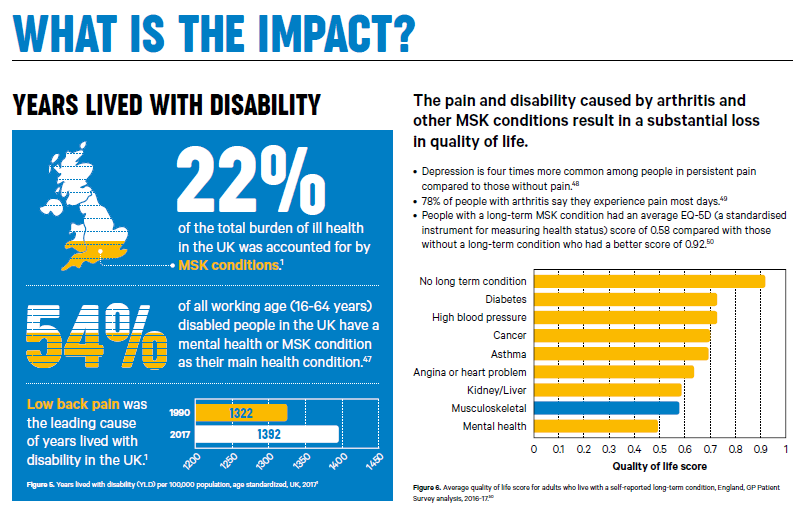 WHAT IS THE IMPACT?
YEARS LIVED WITH DISABILITY
22%
of the total burden of ill health
in the UK was accounted for by
MSK conditions.1
54%
of all working age (16-64 years)
disabled people in the UK have a
mental health or MSK condition
as their main health condition.47
Low back pain was
the leading cause
of years lived with
disability in the UK.1
1990
1322
2017
1392
1200
1250
1300
1350
1400
1450
Figure 5. Years lived with disability (YLD) per 100,000 population, age standardized, UK, 2017
The pain and disability caused by arthritis and
other MSK conditions result in a substantial loss
in quality of life.
• Depression is four times more common among people in persistent pain
compared to those without pain.48
• 78% of people with arthritis say they experience pain most days.49
• People with a long-term MSK condition had an average EQ-5D (a standardised
instrument for measuring health status) score of 0.58 compared with those
without a long-term condition who had a better score of 0.92.50
No long term condition
Diabetes
High blood pressure
Cancer
Asthma
Angina or heart problem
Kidney/Liver
Musculoskeletal
Mental health
0 0.1 0.2 0.3 0.4 0.5 0.6 0.7 0.8 0.9 1
Quality of life score
Figure 6. Average quality of life score for adults who live with a self-reported long-term condition, England, GP Patient
Survey analysis, 2016-17.50